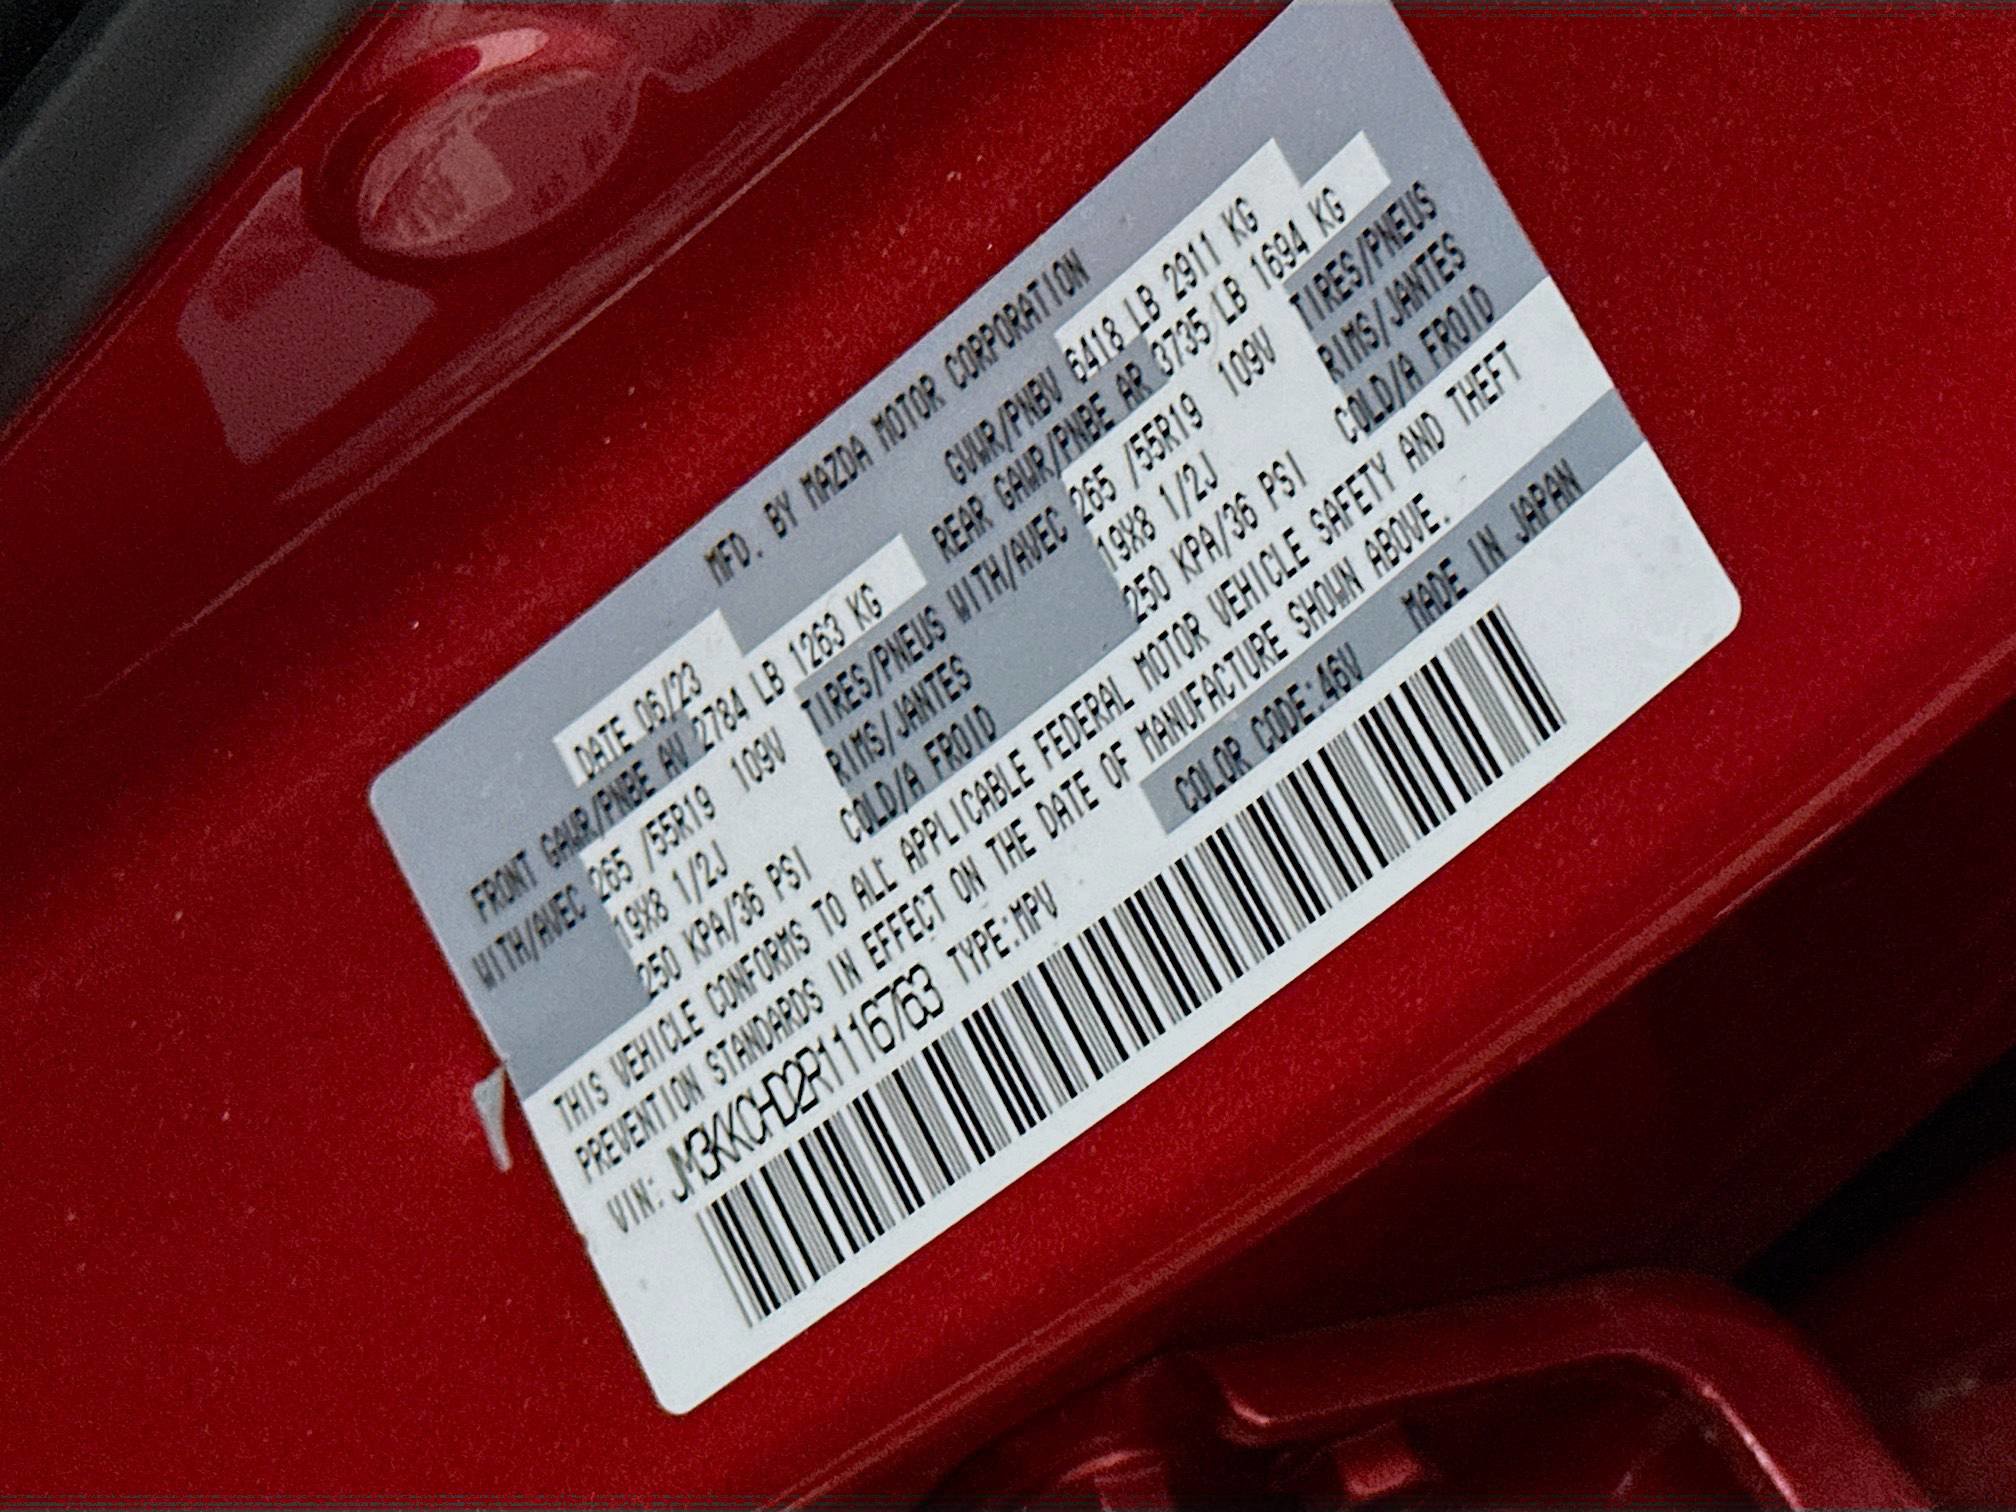 MFD. BY MAZDA MOTOR CORPORATION
DATE 06/23 GVWR/PNBV 6418 LB 2911 KG
FRONT GAWR/PNBE AV 2784 LB 1263 KG REAR GAWR/PNBE AR 3735 LB 1694 KG
WITH/AVEC 265 /55R19 109V TIRES/PNEUS WITH/AVEC 265 /55R19 109V TIRES/PNEUS
19X8 1/2J RIMS/JANTES 19X8 1/2J RIMS/JANTES
250 KPA/36 PSI COLD/A FROID 250 KPA/36 PSI COLD/A FROID
THIS VEHICLE CONFORMS TO ALL APPLICABLE FEDERAL MOTOR VEHICLE SAFETY AND THEFT
PREVENTION STANDARDS IN EFFECT ON THE DATE OF MANUFACTURE SHOWN ABOVE.
VIN: JM3KKCHD2R1116763 TYPE:MPV COLOR CODE:46V MADE IN JAPAN